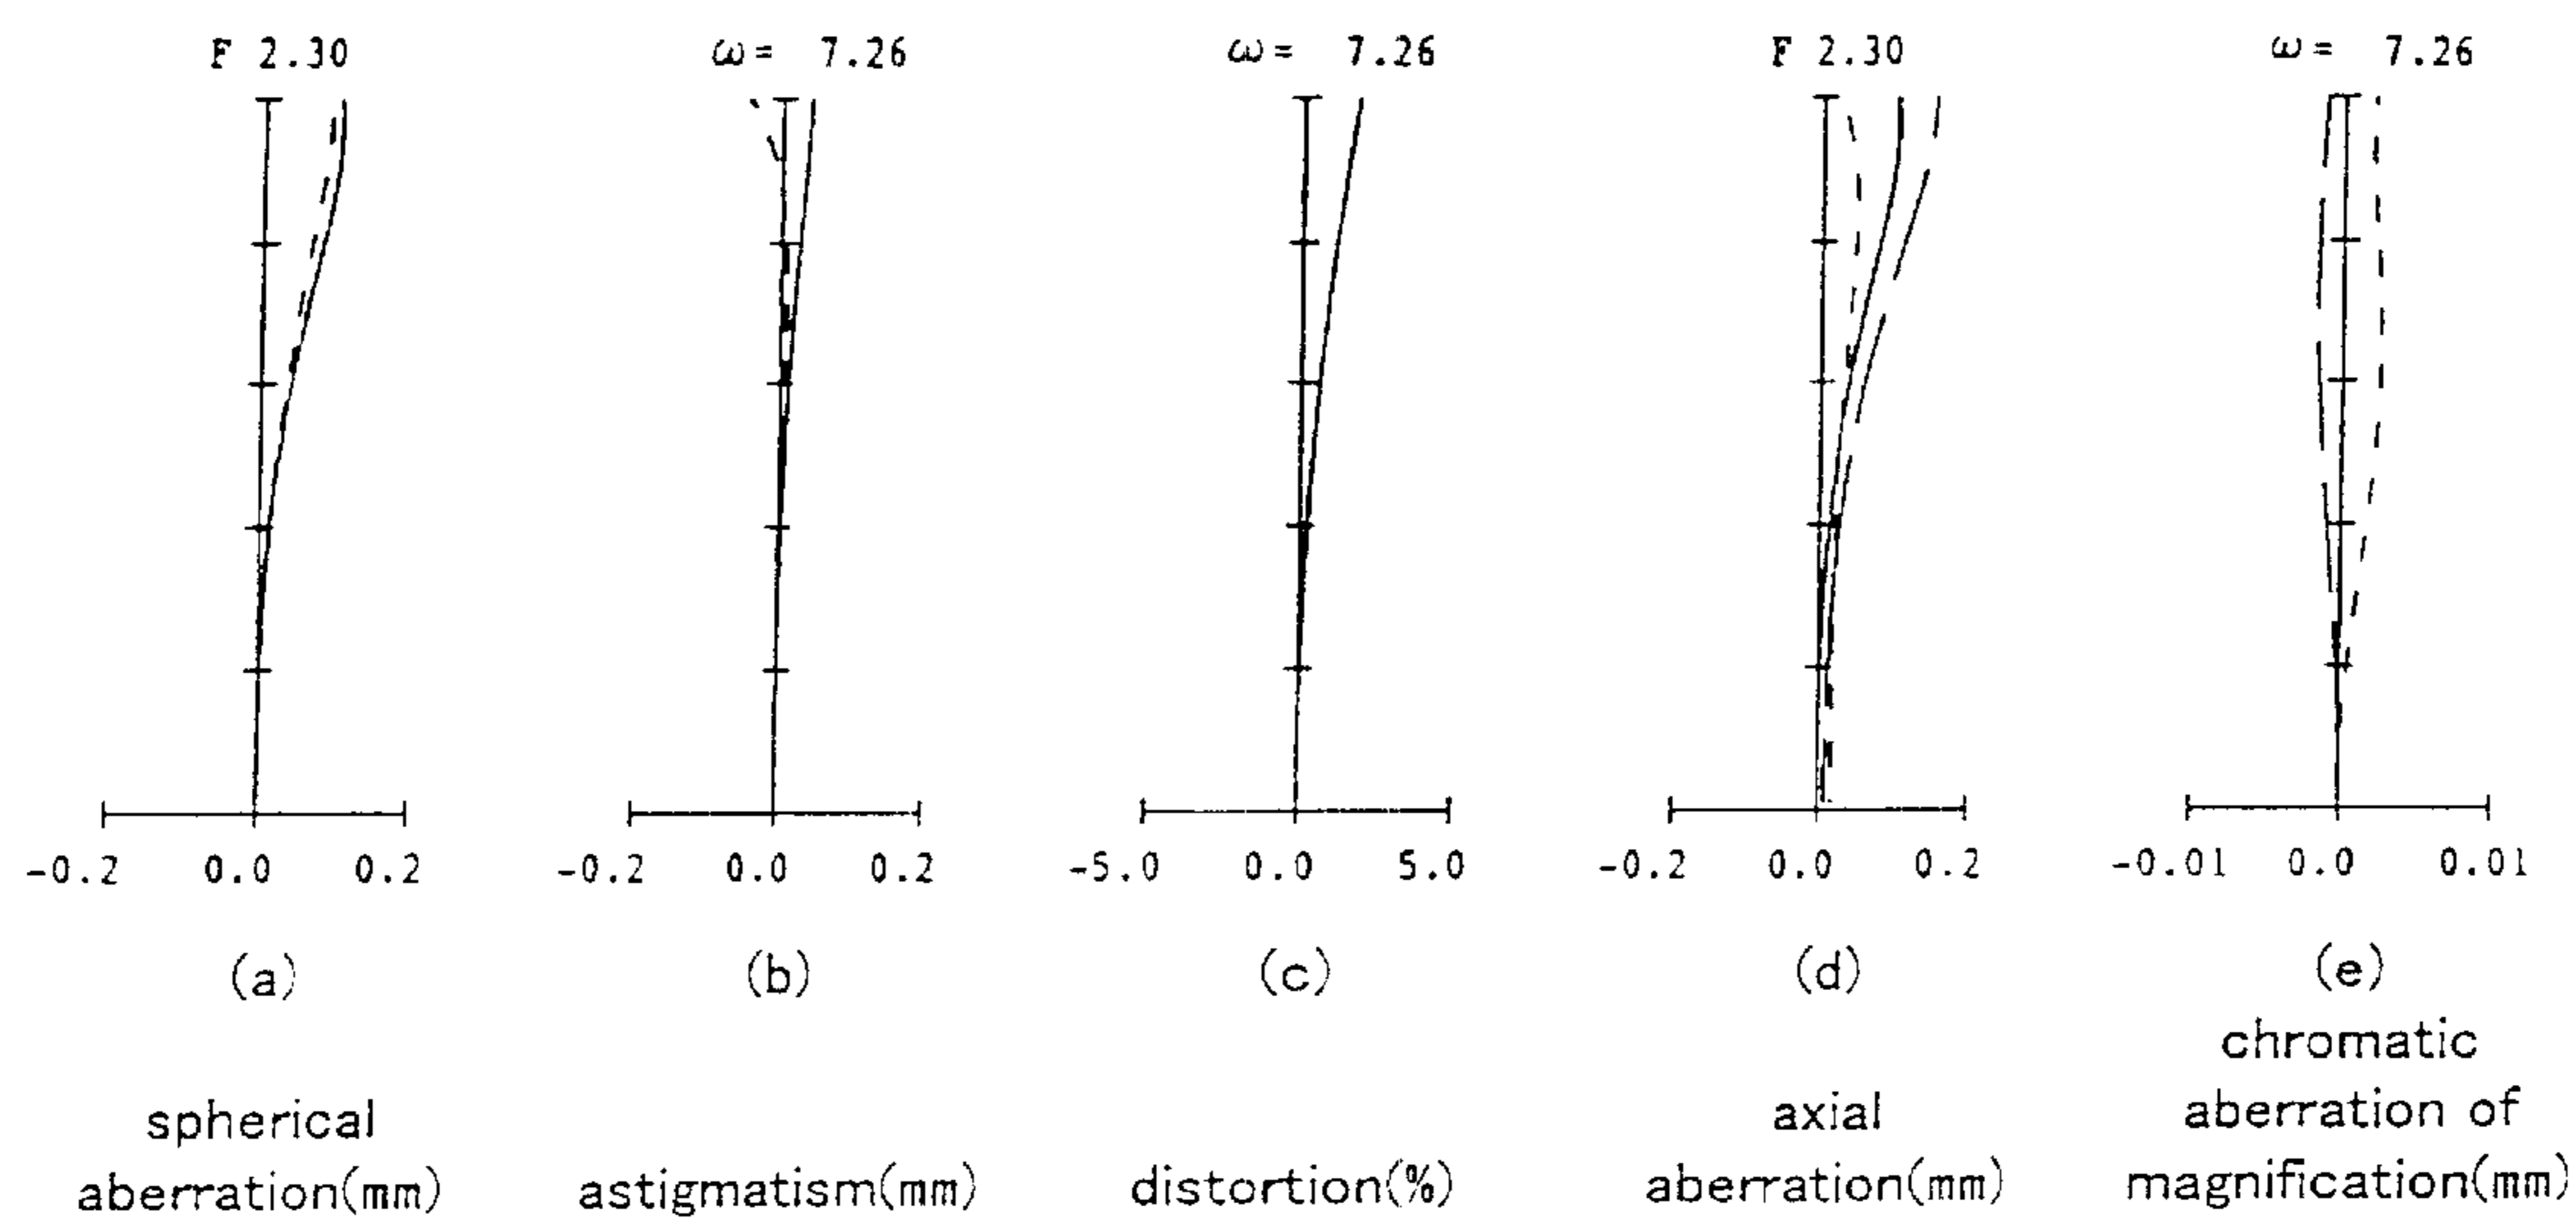 F 2.30
ω= 7.26
ω= 7.26
F 2.30
ω= 7.26
-0.2 0.0 0.2
-0.2 0.0 0.2
-5.0 0.0 5.0
-0.2 0.0 0.2
-0.01 0.0 0.01
(a)
(b)
(c)
(d)
(e)
spherical
aberration(mm)
astigmatism(mm)
distortion(%)
axial
aberration(mm)
chromatic
aberration of
magnification(mm)